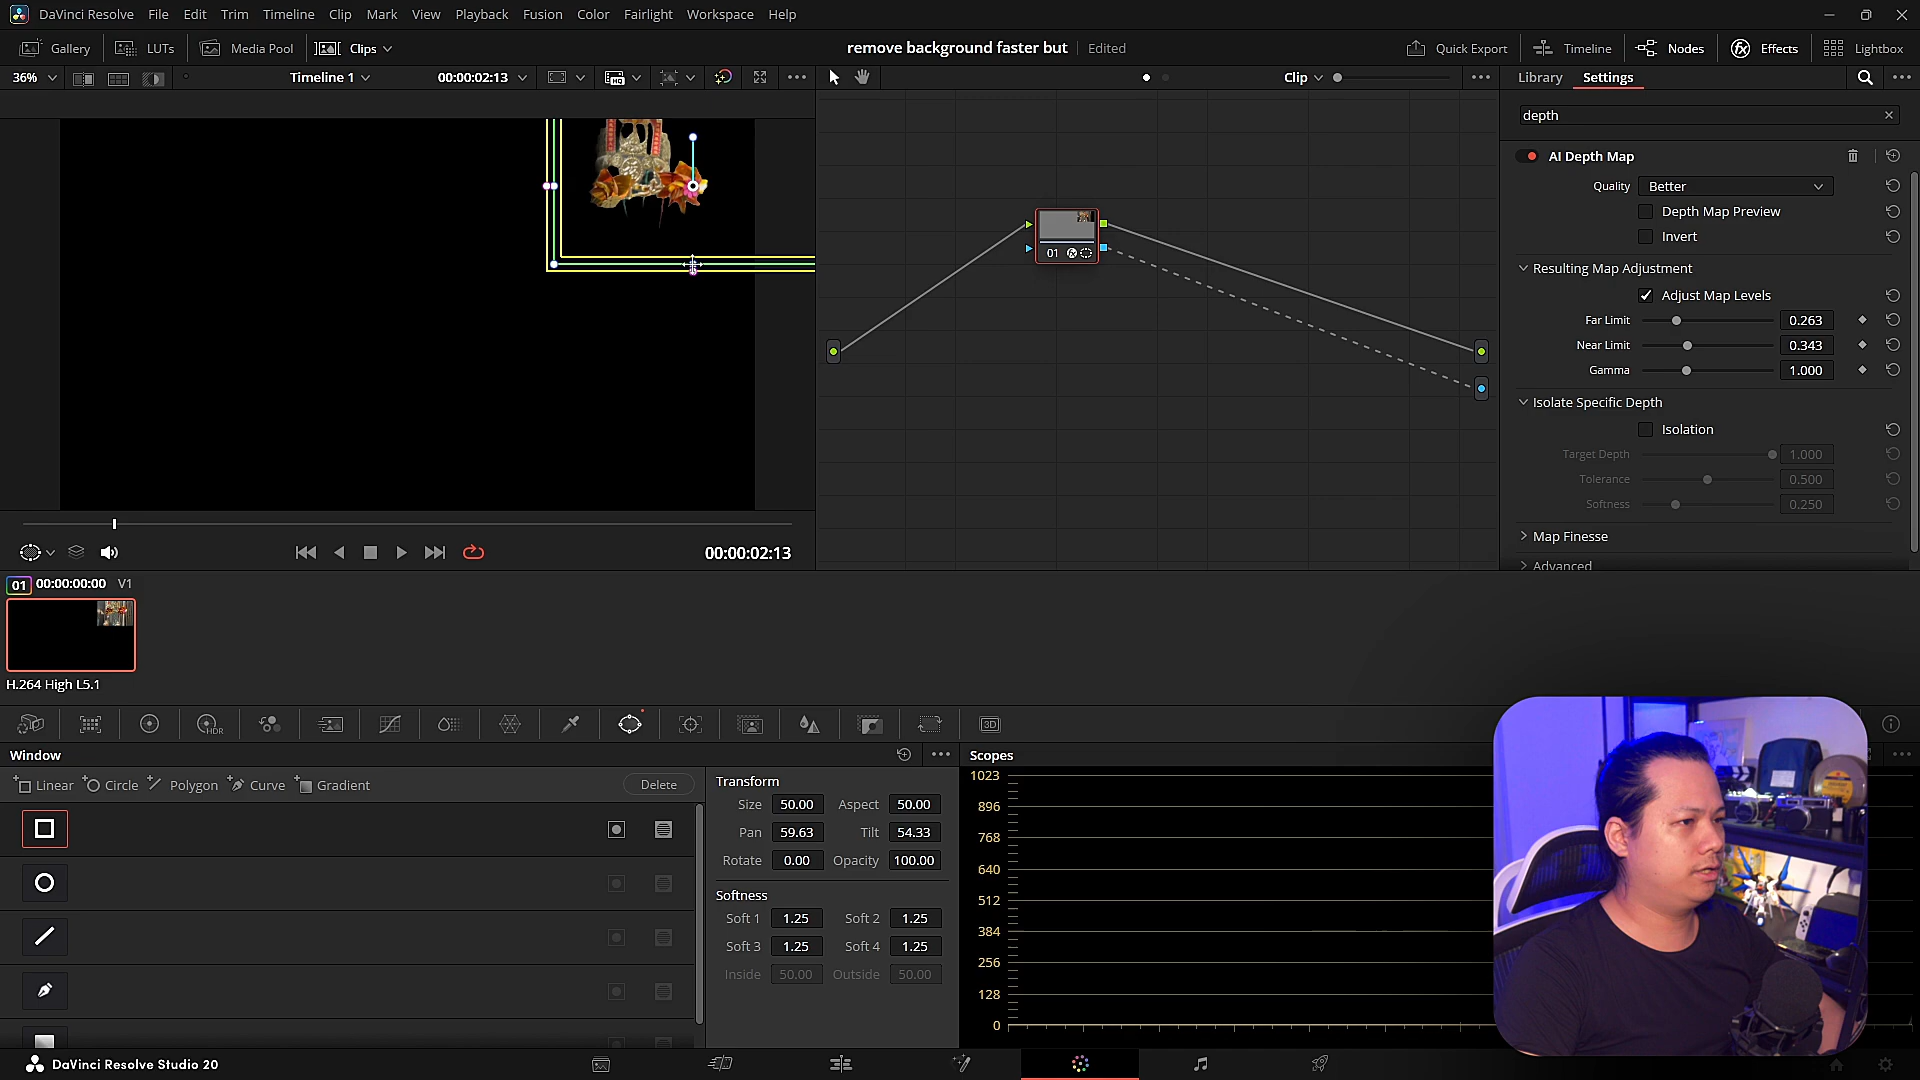 DaVinci Resolve File Edit Trim Timeline Clip Mark View Playback Fusion Color Fairlight Workspace Help
Gallery LUTs Media Pool Clips remove background faster but Edited Quick Export Timeline Nodes Effects Lightbox
36% Timeline 1 00:00:02:13 Clip Library Settings
depth
AI Depth Map
Quality Better
Depth Map Preview
Invert
Resulting Map Adjustment
Adjust Map Levels
Far Limit 0.263
Near Limit 0.343
Gamma 1.000
Isolate Specific Depth
Isolation
Target Depth 1.000
Tolerance 0.500
Softness 0.250
Map Finesse
Advanced
01
00:00:02:13
01 00:00:00:00 V1
H.264 High L5.1
HDR
3D
Window
Linear Circle Polygon Curve Gradient Delete
Transform
Size 50.00 Aspect 50.00
Pan 59.63 Tilt 54.33
Rotate 0.00 Opacity 100.00
Softness
Soft 1 1.25 Soft 2 1.25
Soft 3 1.25 Soft 4 1.25
Inside 50.00 Outside 50.00
Scopes
1023
896
768
640
512
384
256
128
0
DaVinci Resolve Studio 20